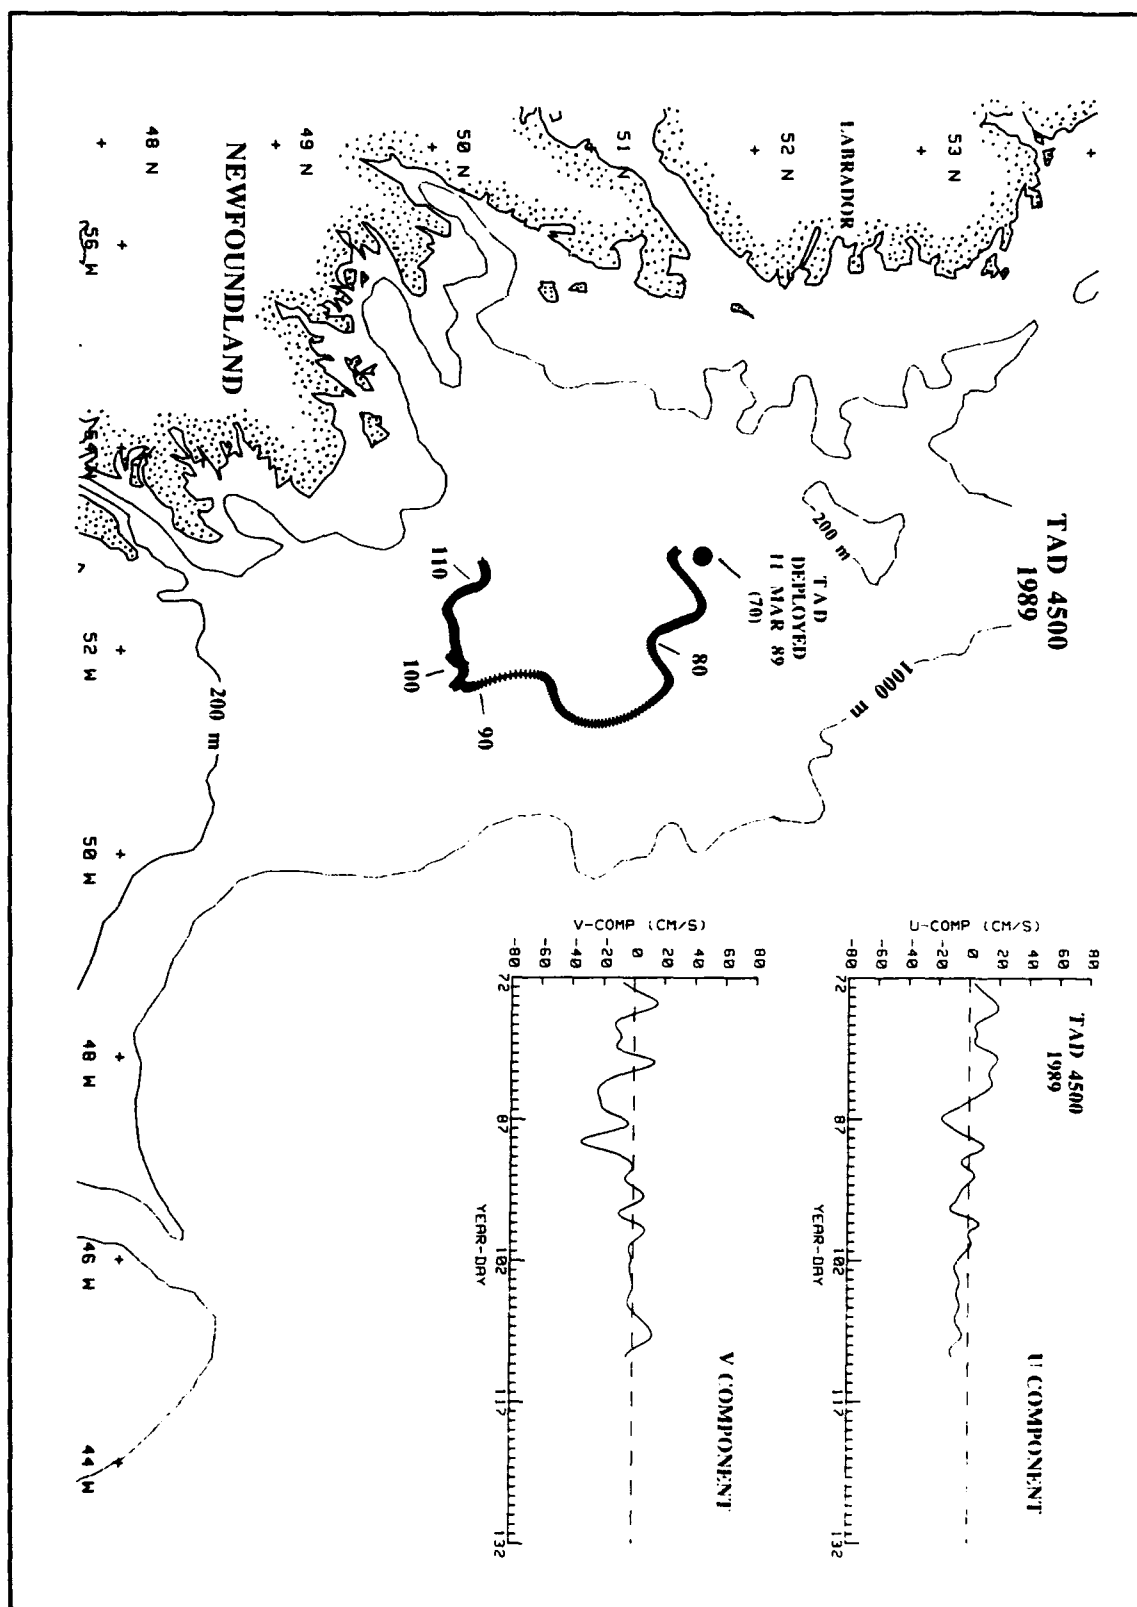 TAD 4500
1989
LABRADOR
NEWFOUNDLAND
53 N
52 N
51 N
50 N
49 N
48 N
56 W
54 W
52 W
50 W
48 W
46 W
44 W
200 m
1000 m
200 m
TAD
DEPLOYED
11 MAR 89
(70)
80
90
100
110
TAD 4500
1989
U COMPONENT
U-COMP (CM/S)
80
60
40
20
0
-20
-40
-60
-80
72
87
102
117
132
YEAR-DAY
V COMPONENT
V-COMP (CM/S)
80
60
40
20
0
-20
-40
-60
-80
72
87
102
117
132
YEAR-DAY